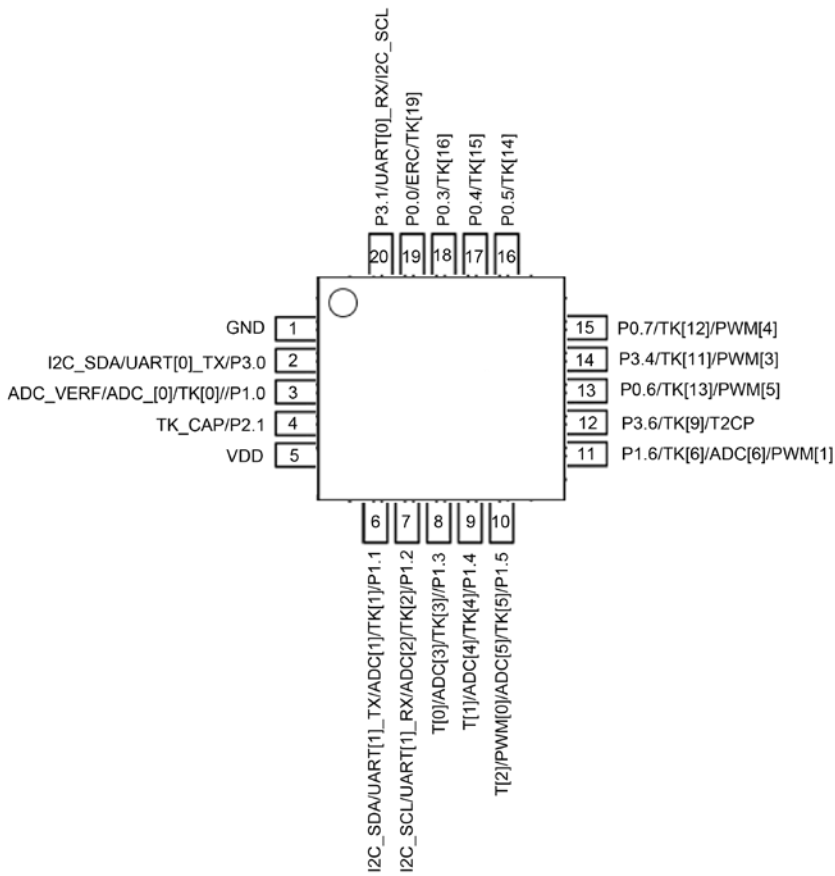 P3.1/UART[0]_RX/I2C_SCL
P0.0/ERC/TK[19]
P0.3/TK[16]
P0.4/TK[15]
P0.5/TK[14]
20
19
18
17
16
GND 1
I2C_SDA/UART[0]_TX/P3.0 2
ADC_VERF/ADC_[0]/TK[0]//P1.0 3
TK_CAP/P2.1 4
VDD 5
15 P0.7/TK[12]/PWM[4]
14 P3.4/TK[11]/PWM[3]
13 P0.6/TK[13]/PWM[5]
12 P3.6/TK[9]/T2CP
11 P1.6/TK[6]/ADC[6]/PWM[1]
6
7
8
9
10
I2C_SDA/UART[1]_TX/ADC[1]/TK[1]/P1.1
I2C_SCL/UART[1]_RX/ADC[2]/TK[2]/P1.2
T[0]/ADC[3]/TK[3]//P1.3
T[1]/ADC[4]/TK[4]/P1.4
T[2]/PWM[0]/ADC[5]/TK[5]/P1.5